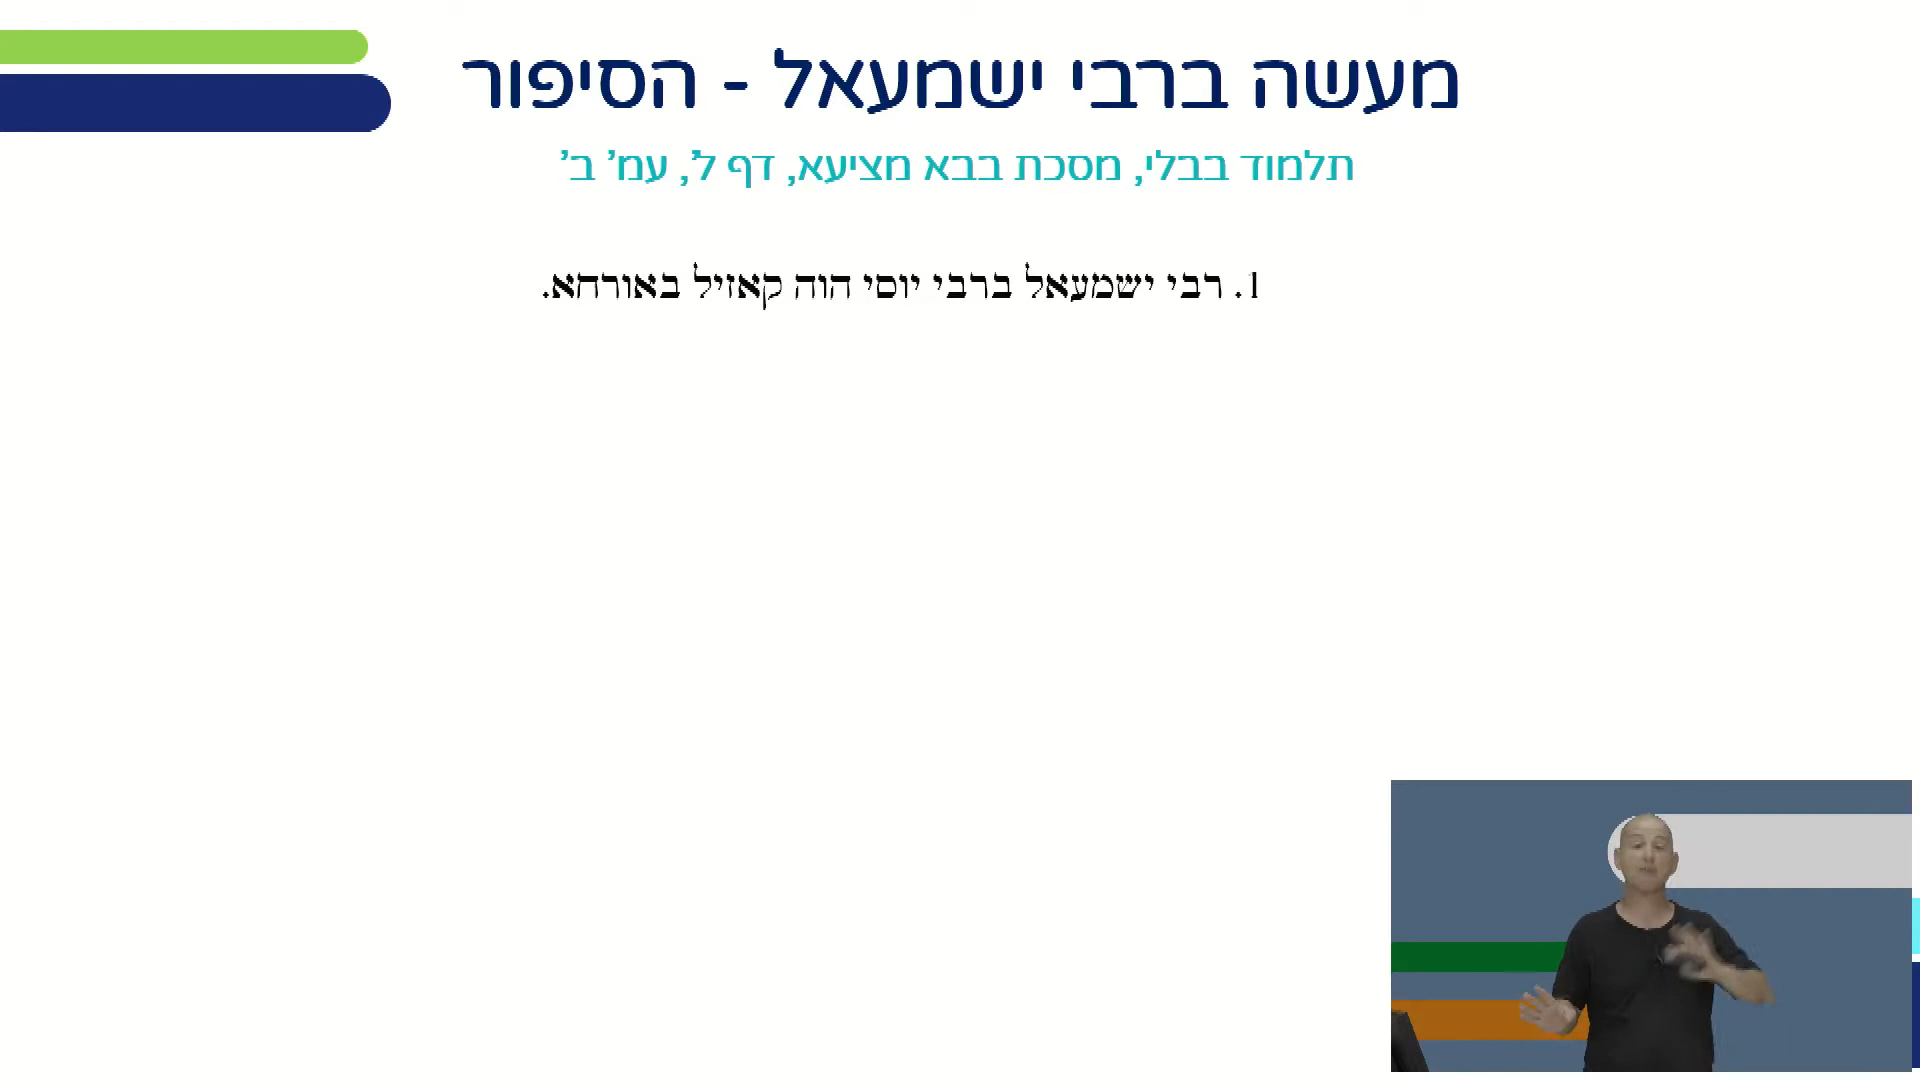 מעשה ברבי ישמעאל - הסיפור
תלמוד בבלי, מסכת בבא מציעא, דף ל', עמ' ב'
1. רבי ישמעאל ברבי יוסי הוה קאזיל באורחא.